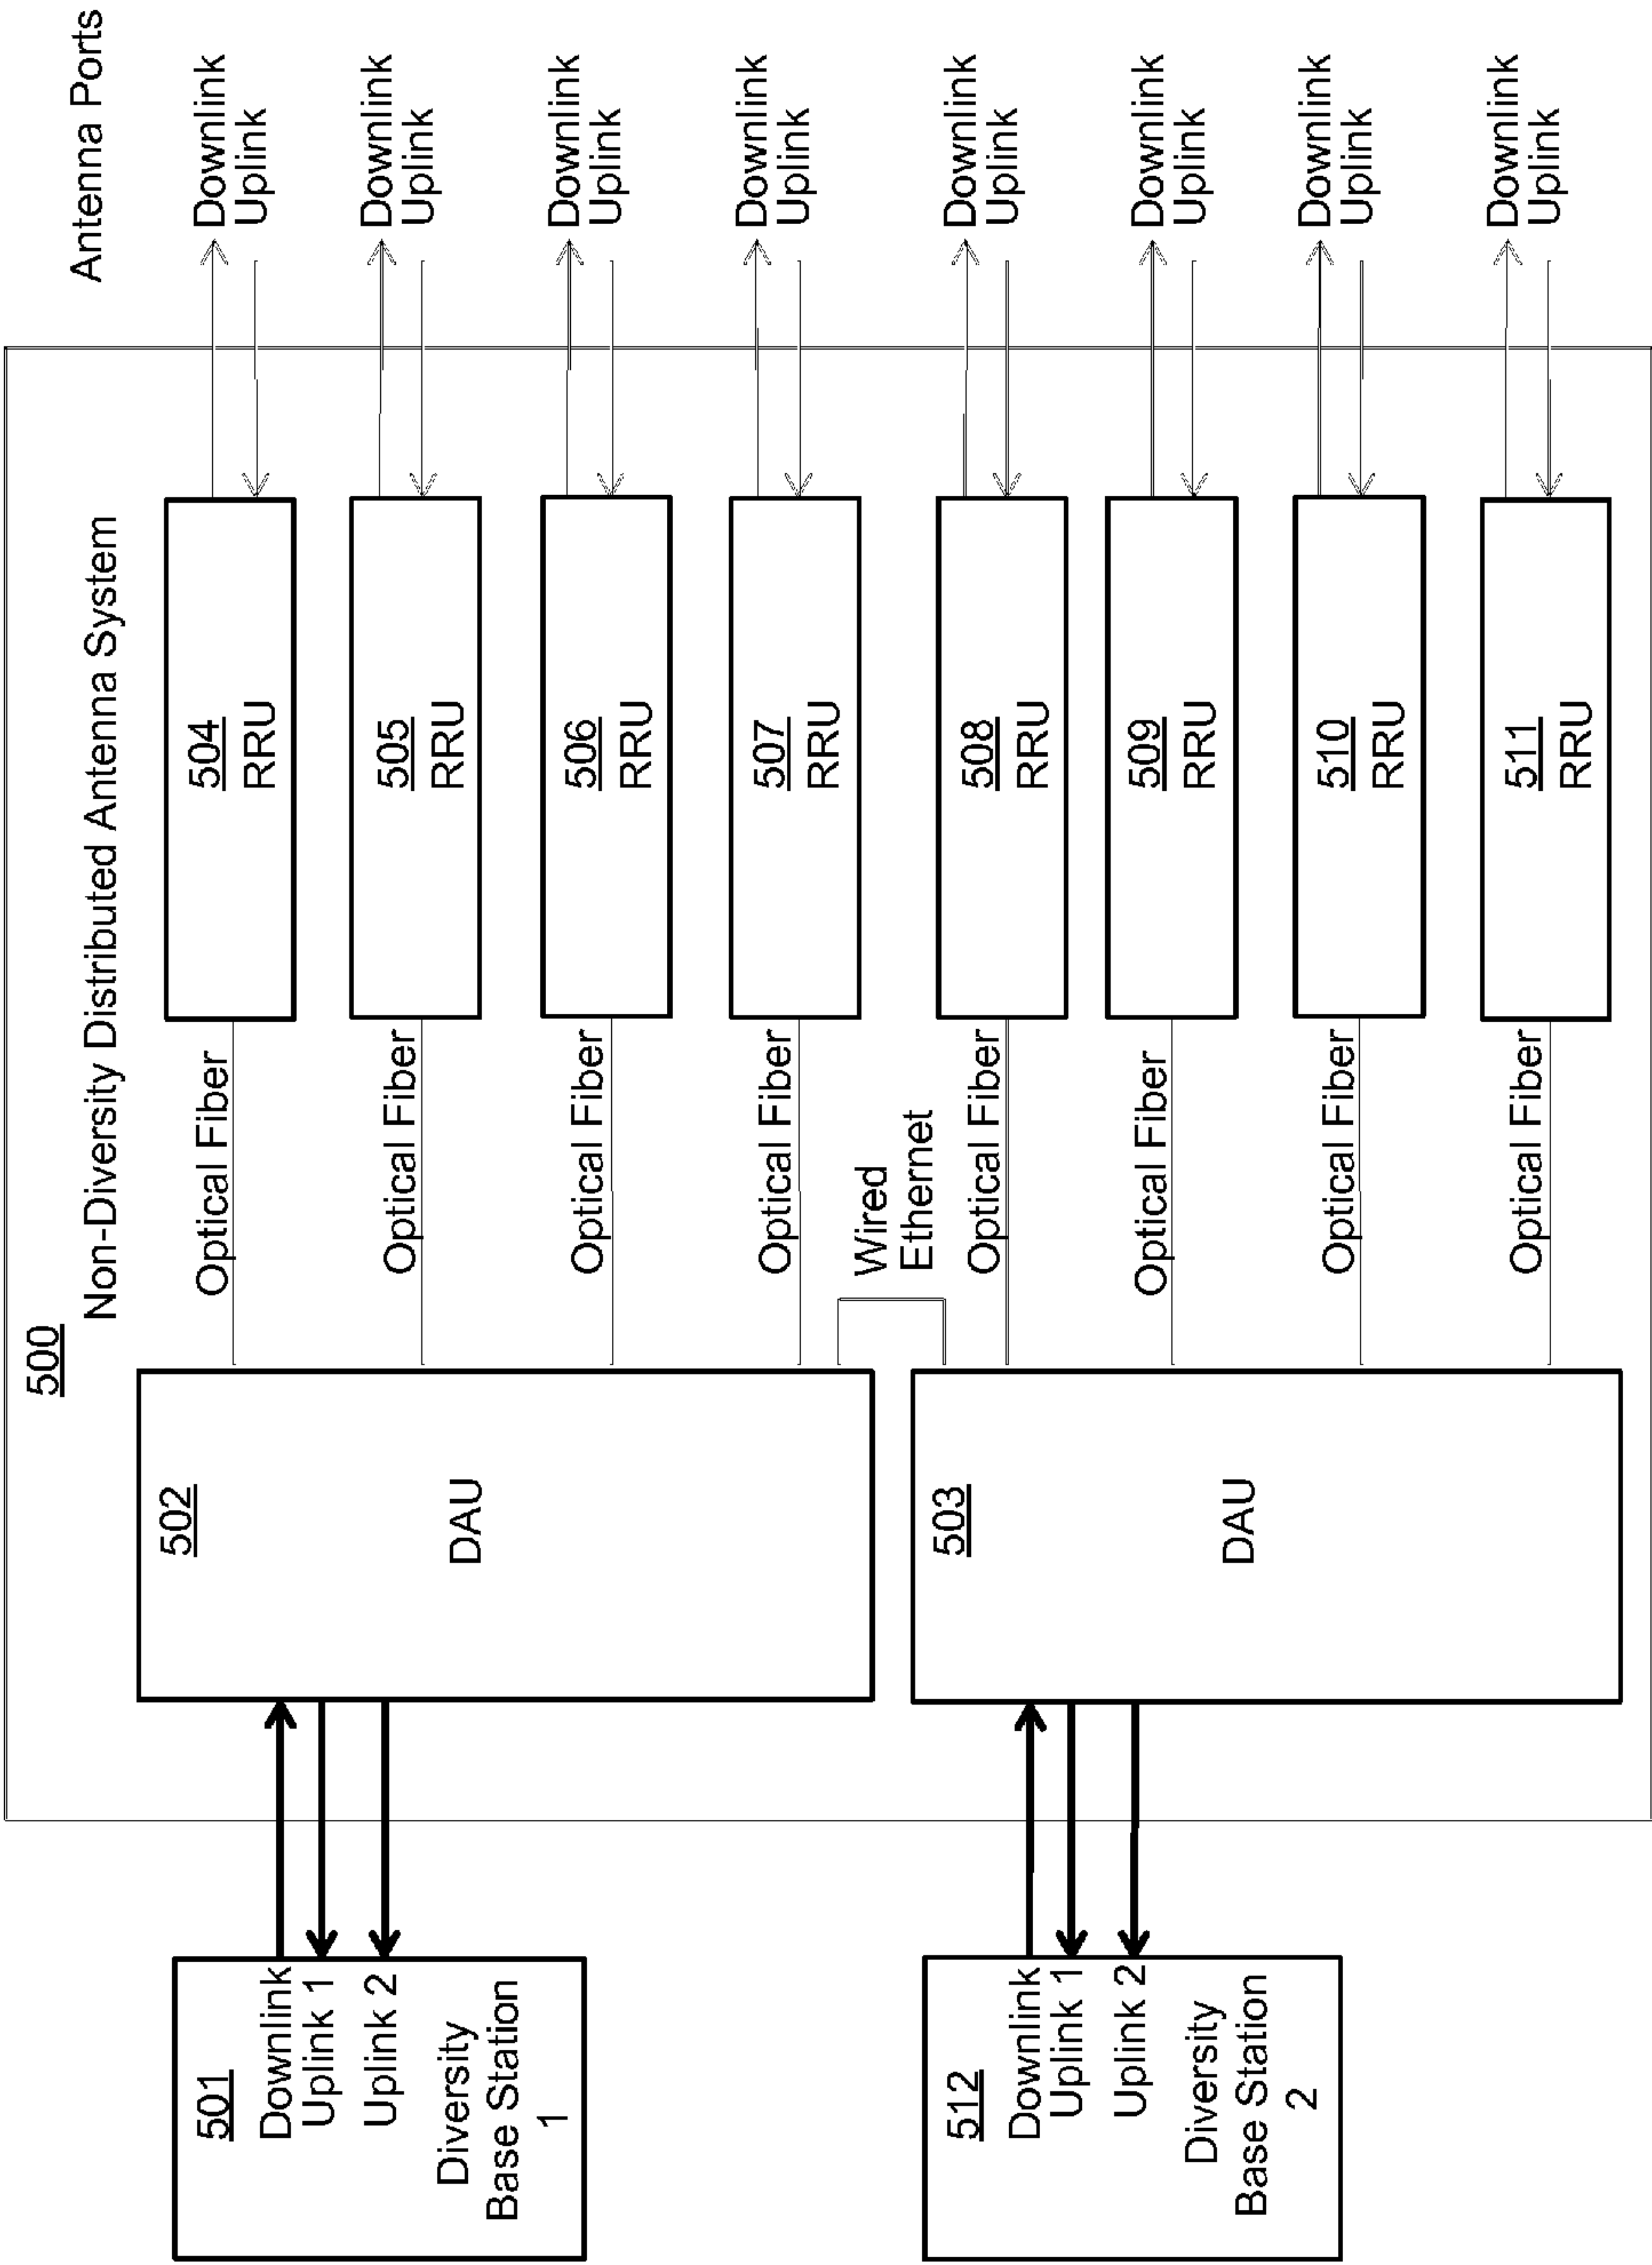 500
Non-Diversity Distributed Antenna System
Antenna Ports
501
Downlink
Uplink 1
Uplink 2
Diversity
Base Station
1
502
DAU
Optical Fiber
504
RRU
Downlink
Uplink
Optical Fiber
505
RRU
Downlink
Uplink
Optical Fiber
506
RRU
Downlink
Uplink
Optical Fiber
507
RRU
Downlink
Uplink
Wired
Ethernet
512
Downlink
Uplink 1
Uplink 2
Diversity
Base Station
2
503
DAU
Optical Fiber
508
RRU
Downlink
Uplink
Optical Fiber
509
RRU
Downlink
Uplink
Optical Fiber
510
RRU
Downlink
Uplink
Optical Fiber
511
RRU
Downlink
Uplink